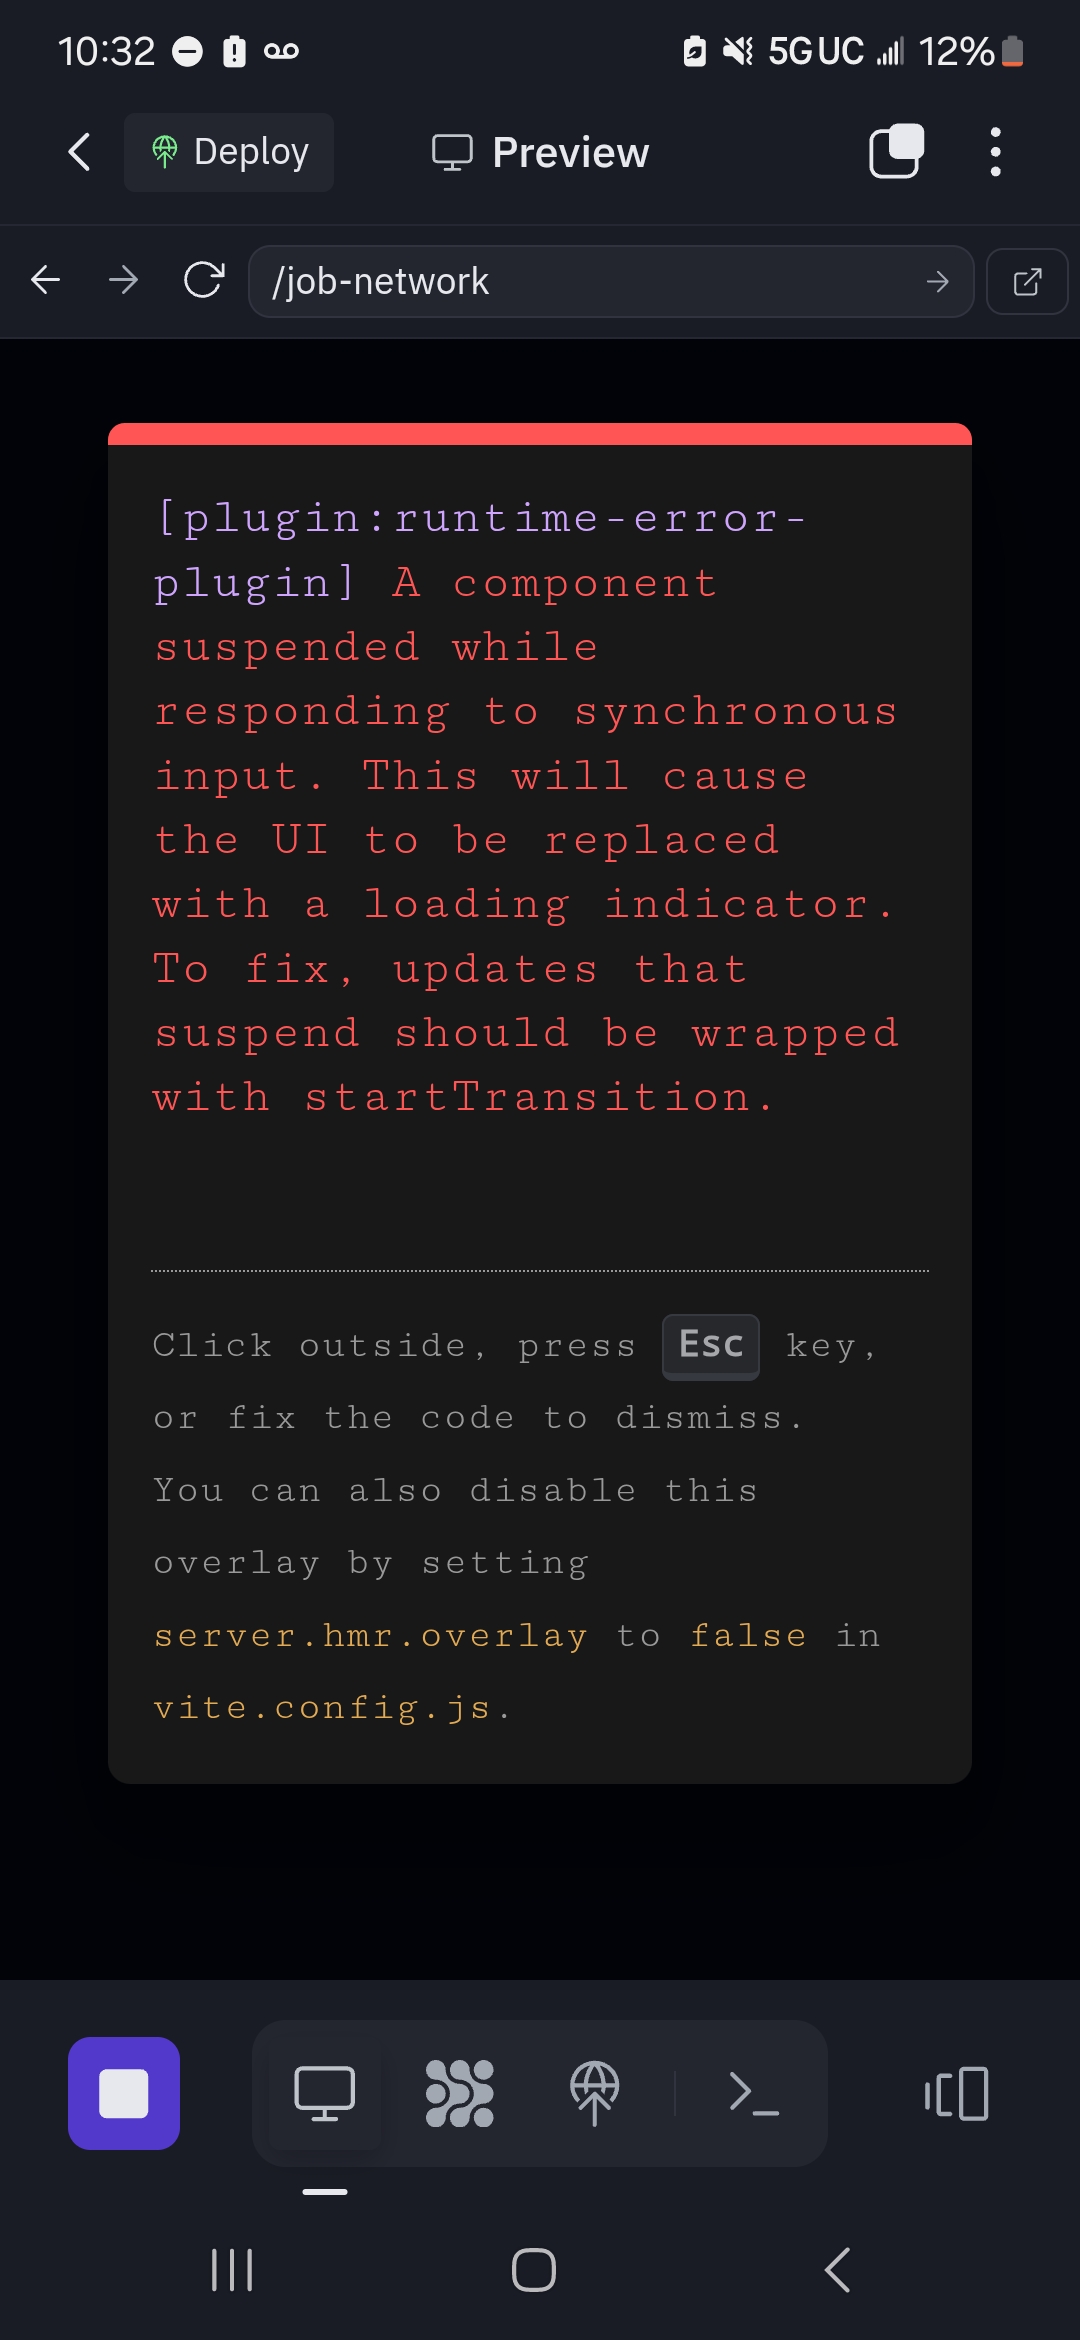 10:32 5G UC 12%
Deploy Preview
/job-network
[plugin:runtime-error-
plugin] A component
suspended while
responding to synchronous
input. This will cause
the UI to be replaced
with a loading indicator.
To fix, updates that
suspend should be wrapped
with startTransition.
Click outside, press Esc key,
or fix the code to dismiss.
You can also disable this
overlay by setting
server.hmr.overlay to false in
vite.config.js.